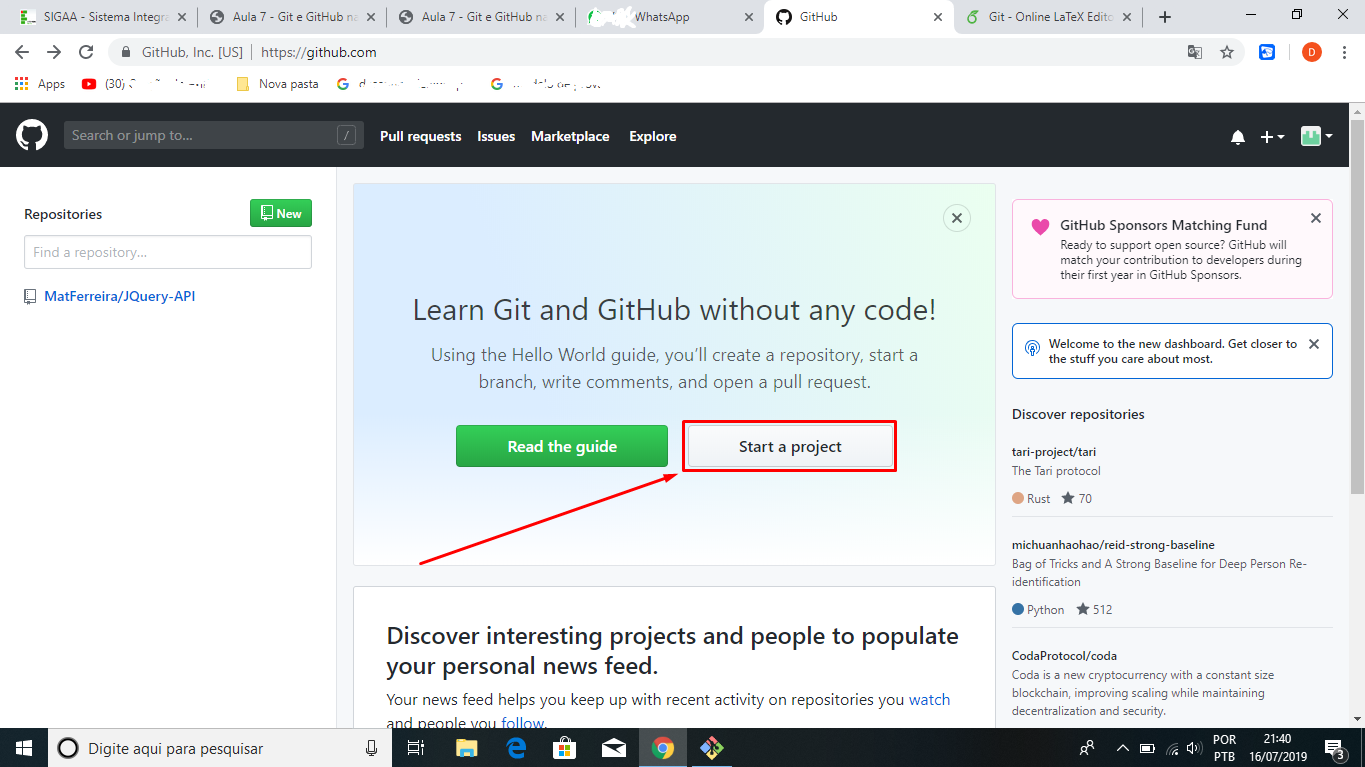 SIGAA - Sistema Integra
Aula 7 - Git e GitHub na
Aula 7 - Git e GitHub na
WhatsApp
GitHub
Git - Online LaTeX Edito
GitHub, Inc. [US]
https://github.com
D
Apps
(30)
Nova pasta
Search or jump to...
/
Pull requests
Issues
Marketplace
Explore
Repositories
New
Find a repository...
MatFerreira/JQuery-API
Learn Git and GitHub without any code!
Using the Hello World guide, you’ll create a repository, start a
branch, write comments, and open a pull request.
Read the guide
Start a project
Discover interesting projects and people to populate
your personal news feed.
Your news feed helps you keep up with recent activity on repositories you watch
and people you follow.
GitHub Sponsors Matching Fund
Ready to support open source? GitHub will
match your contribution to developers during
their first year in GitHub Sponsors.
Welcome to the new dashboard. Get closer to
the stuff you care about most.
Discover repositories
tari-project/tari
The Tari protocol
Rust 70
michuanhaohao/reid-strong-baseline
Bag of Tricks and A Strong Baseline for Deep Person Re-
identification
Python 512
CodaProtocol/coda
Coda is a new cryptocurrency with a constant size
blockchain, improving scaling while maintaining
decentralization and security.
Digite aqui para pesquisar
POR
PTB
21:40
16/07/2019
3